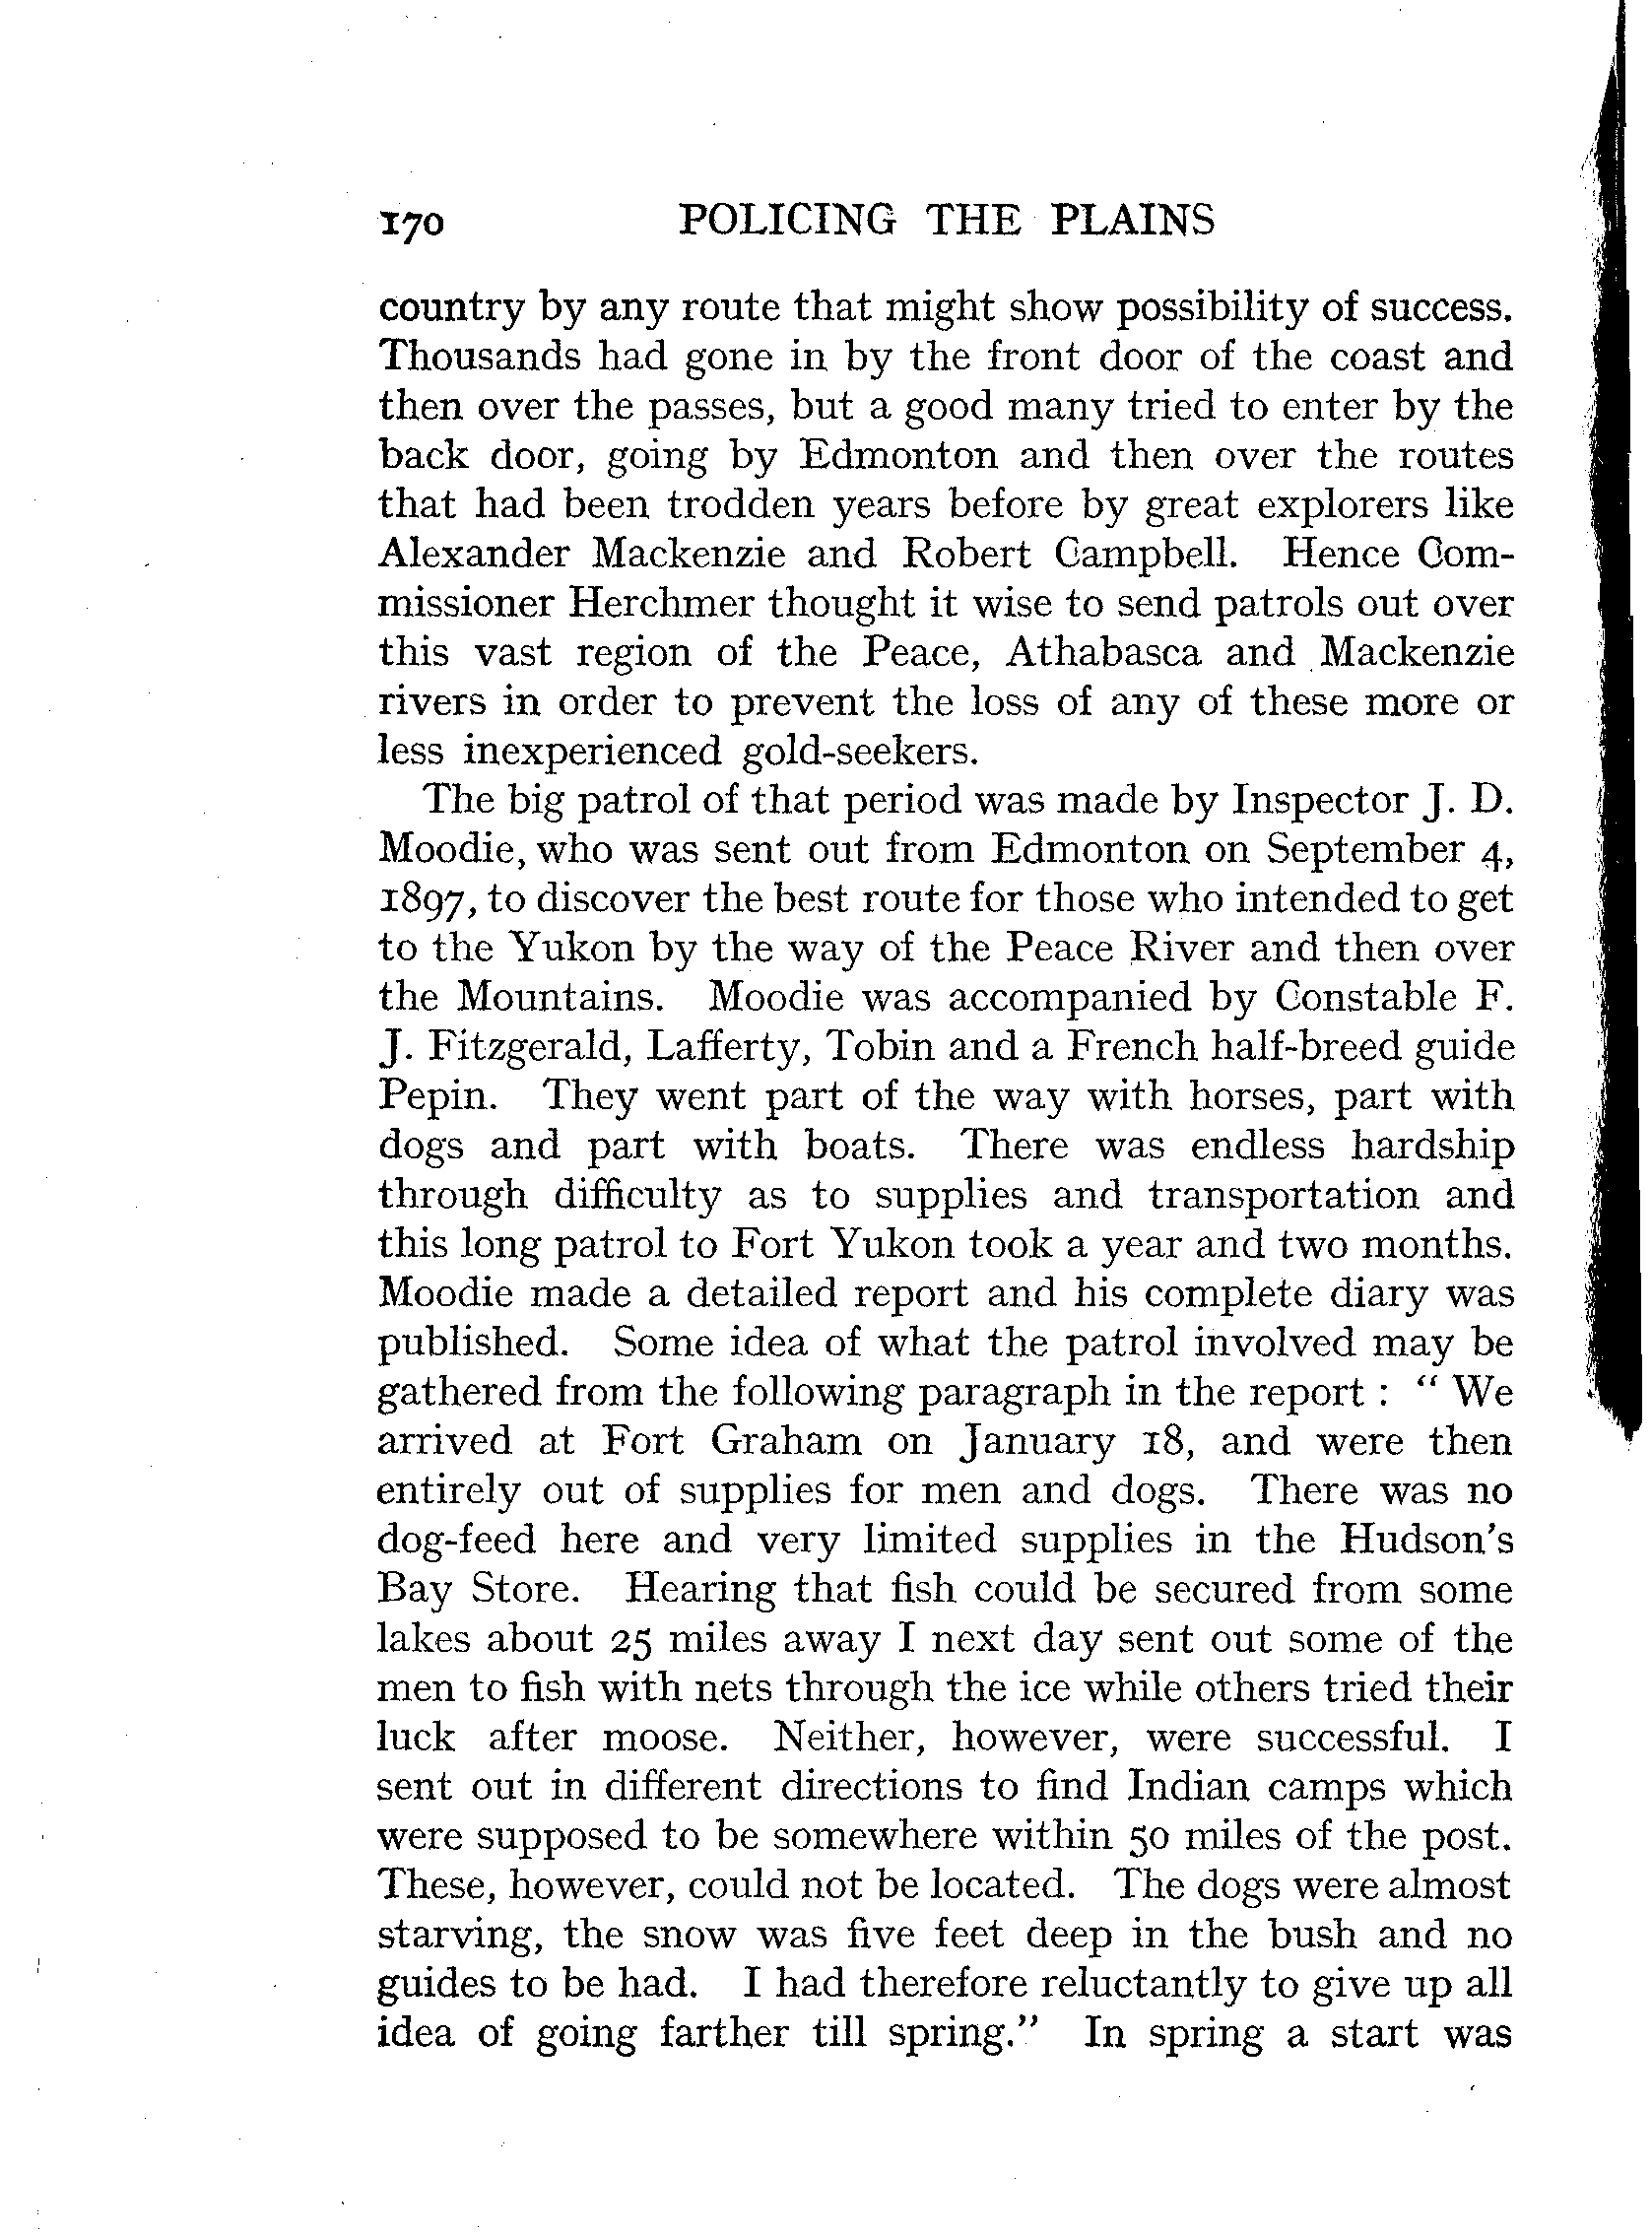 170 POLICING THE PLAINS
country by any route that might show possibility of success.
Thousands had gone in by the front door of the coast and
then over the passes, but a good many tried to enter by the
back door, going by Edmonton and then over the routes
that had been trodden years before by great explorers like
Alexander Mackenzie and Robert Campbell. Hence Com-
missioner Herchmer thought it wise to send patrols out over
this vast region of the Peace, Athabasca and Mackenzie
rivers in order to prevent the loss of any of these more or
less inexperienced gold-seekers.
The big patrol of that period was made by Inspector J. D.
Moodie, who was sent out from Edmonton on September 4,
1897, to discover the best route for those who intended to get
to the Yukon by the way of the Peace River and then over
the Mountains. Moodie was accompanied by Constable F.
J. Fitzgerald, Lafferty, Tobin and a French half-breed guide
Pepin. They went part of the way with horses, part with
dogs and part with boats. There was endless hardship
through difficulty as to supplies and transportation and
this long patrol to Fort Yukon took a year and two months.
Moodie made a detailed report and his complete diary was
published. Some idea of what the patrol involved may be
gathered from the following paragraph in the report : “ We
arrived at Fort Graham on January 18, and were then
entirely out of supplies for men and dogs. There was no
dog-feed here and very limited supplies in the Hudson's
Bay Store. Hearing that fish could be secured from some
lakes about 25 miles away I next day sent out some of the
men to fish with nets through the ice while others tried their
luck after moose. Neither, however, were successful. I
sent out in different directions to find Indian camps which
were supposed to be somewhere within 50 miles of the post.
These, however, could not be located. The dogs were almost
starving, the snow was five feet deep in the bush and no
guides to be had. I had therefore reluctantly to give up all
idea of going farther till spring.” In spring a start was